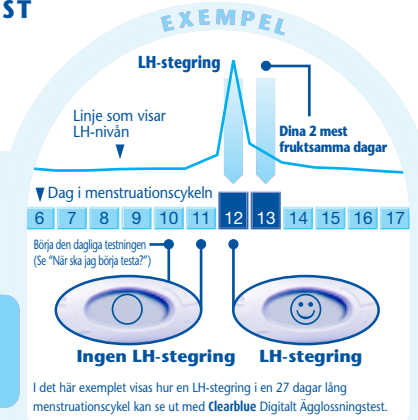 ST
EXEMPEL
LH-stegring
Linje som visar
LH-nivån
Dina 2 mest
fruktsamma dagar
Dag i menstruationscykeln
6 7 8 9 10 11 12 13 14 15 16 17
Börja den dagliga testningen
(Se "När ska jag börja testa?")
Ingen LH-stegring
LH-stegring
I det här exemplet visas hur en LH-stegring i en 27 dagar lång
menstruationscykel kan se ut med Clearblue Digitalt Ägglossningstest.